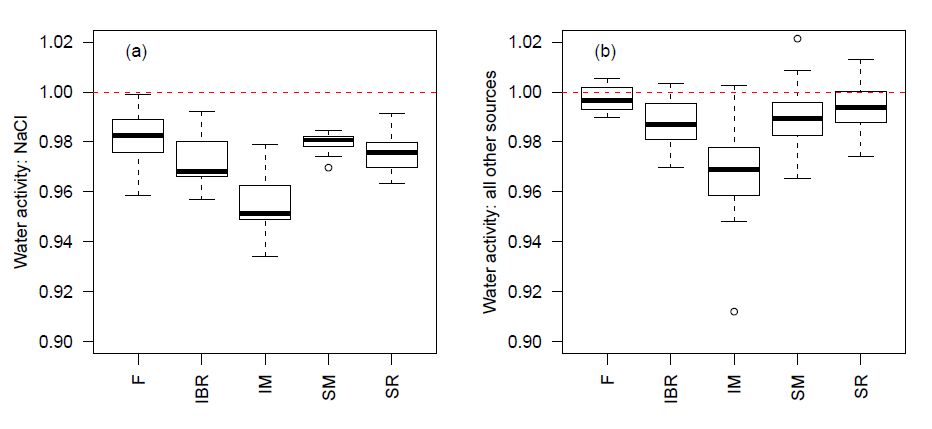 (a)
Water activity: NaCl
1.02
1.00
0.98
0.96
0.94
0.92
0.90
F
IBR
IM
SM
SR
(b)
Water activity: all other sources
1.02
1.00
0.98
0.96
0.94
0.92
0.90
F
IBR
IM
SM
SR